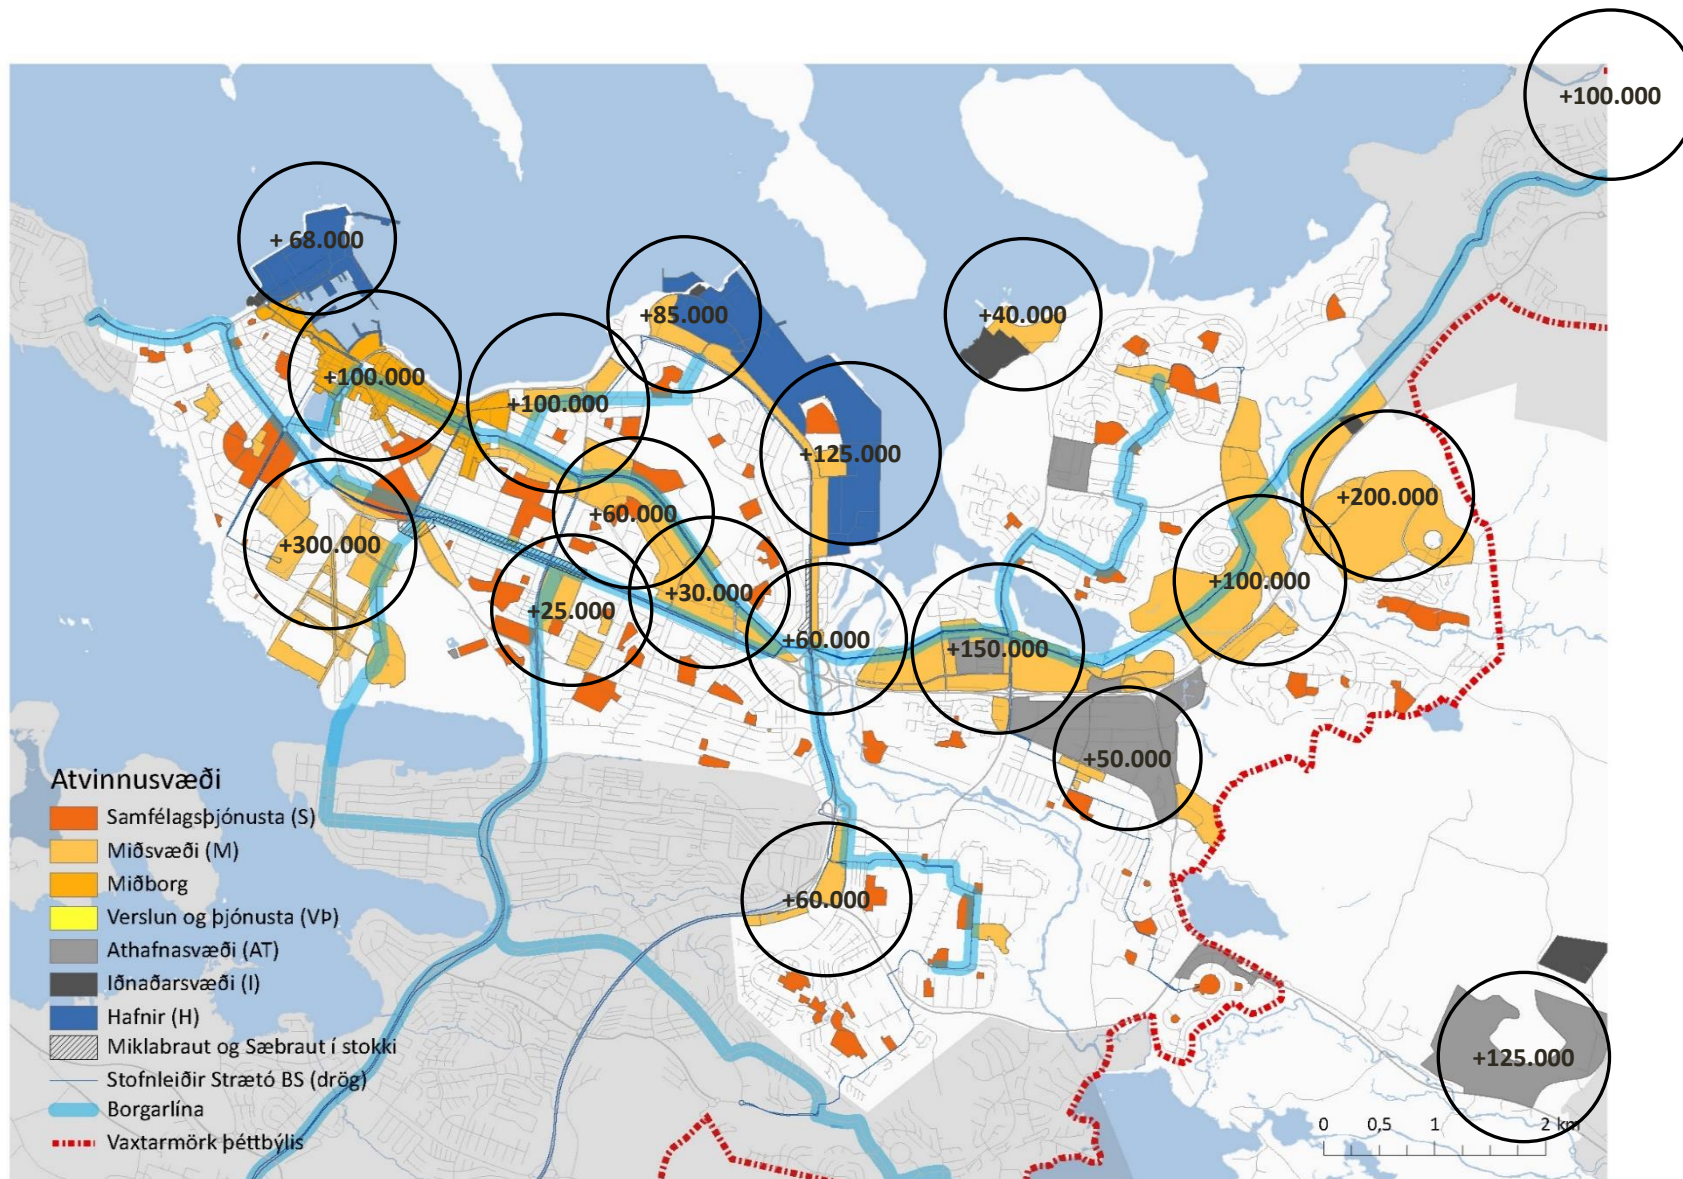 +100.000
+ 68.000
+85.000
+40.000
+100.000
+100.000
+125.000
+200.000
+60.000
+300.000
+100.000
+30.000
+25.000
+60.000
+150.000
+50.000
+60.000
+125.000
Atvinnusvæði
Samfélagsþjónusta (S)
Miðsvæði (M)
Miðborg
Verslun og þjónusta (VÞ)
Athafnasvæði (AT)
Iðnaðarsvæði (I)
Hafnir (H)
Miklabraut og Sæbraut í stokki
Stofnleiðir Strætó BS (drög)
Borgarlína
Vaxtarmörk þéttbýlis
0 0,5 1 2 km